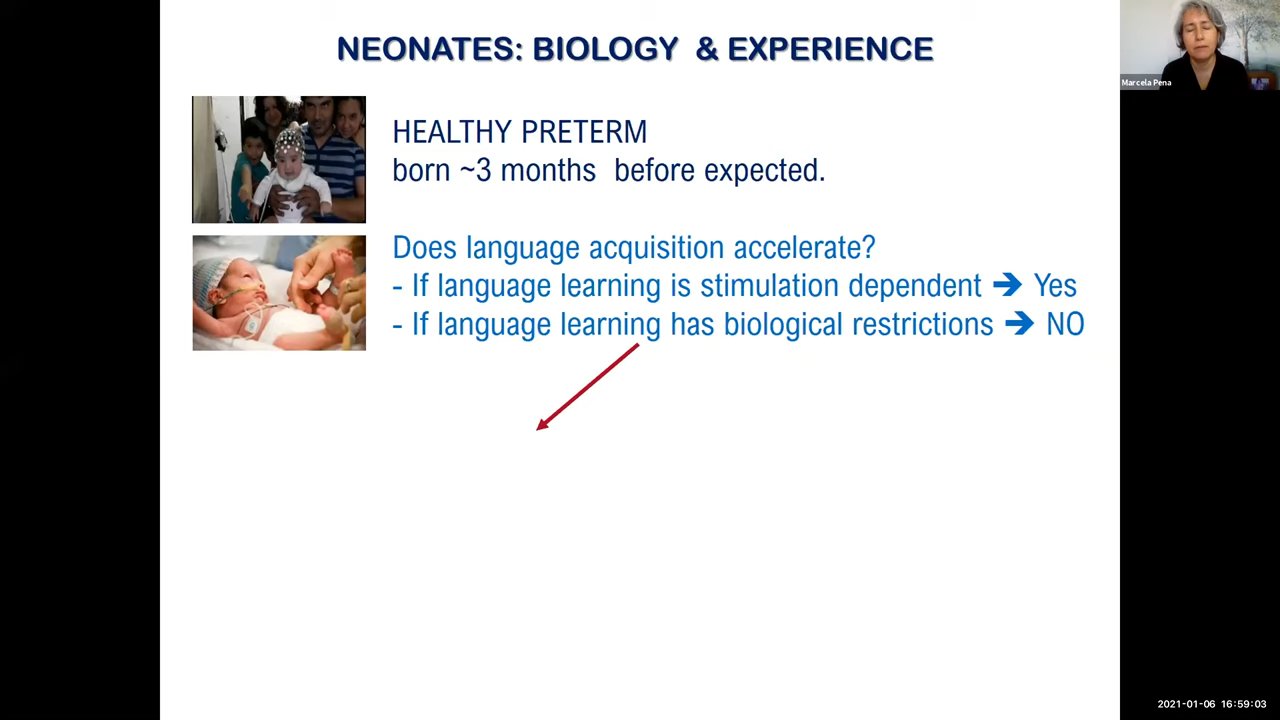 NEONATES: BIOLOGY & EXPERIENCE
Marcela Pena
HEALTHY PRETERM
born ~3 months before expected.
Does language acquisition accelerate?
- If language learning is stimulation dependent ➔ Yes
- If language learning has biological restrictions ➔ NO
2021-01-06 16:59:03